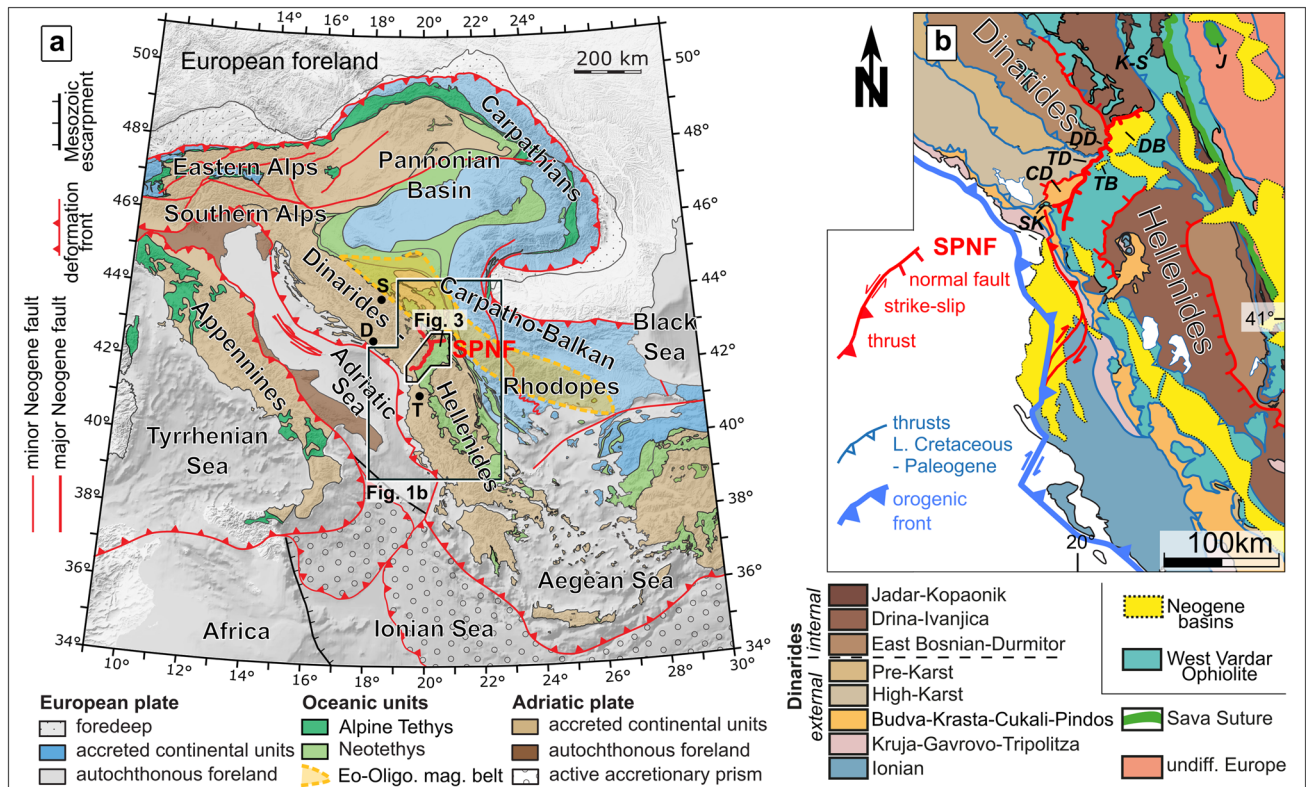 a
14°
16°
18°
20°
22°
24°
50°
50°
European foreland
200 km
48°
48°
Carpathians
Eastern Alps
Pannonian
Basin
46°
46°
Southern Alps
44°
44°
Dinarides
S
Carpatho-Balkan
D
Fig. 3
Black
Sea
SPNF
42°
42°
Appennines
Adriatic
Sea
Rhodopes
T
Hellenides
40°
40°
Tyrrhenian
Sea
38°
38°
Fig. 1b
36°
36°
Aegean Sea
Africa
Ionian Sea
34°
34°
10°
12°
14°
16°
18°
20°
22°
24°
26°
28°
30°
Mesozoic
escarpment
deformation
front
minor Neogene fault
major Neogene fault
European plate
foredeep
accreted continental units
autochthonous foreland
Oceanic units
Alpine Tethys
Neotethys
Eo-Oligo. mag. belt
Adriatic plate
accreted continental units
autochthonous foreland
active accretionary prism
N
b
Dinarides
K-S
J
DD
DB
TD
CD
TB
SK
Hellenides
41°
20°
100km
SPNF
normal fault
strike-slip
thrust
thrusts
L. Cretaceous
- Paleogene
orogenic
front
Dinarides
internal
external
Jadar-Kopaonik
Drina-Ivanjica
East Bosnian-Durmitor
Pre-Karst
High-Karst
Budva-Krasta-Cukali-Pindos
Kruja-Gavrovo-Tripolitza
Ionian
Neogene
basins
West Vardar
Ophiolite
Sava Suture
undiff. Europe